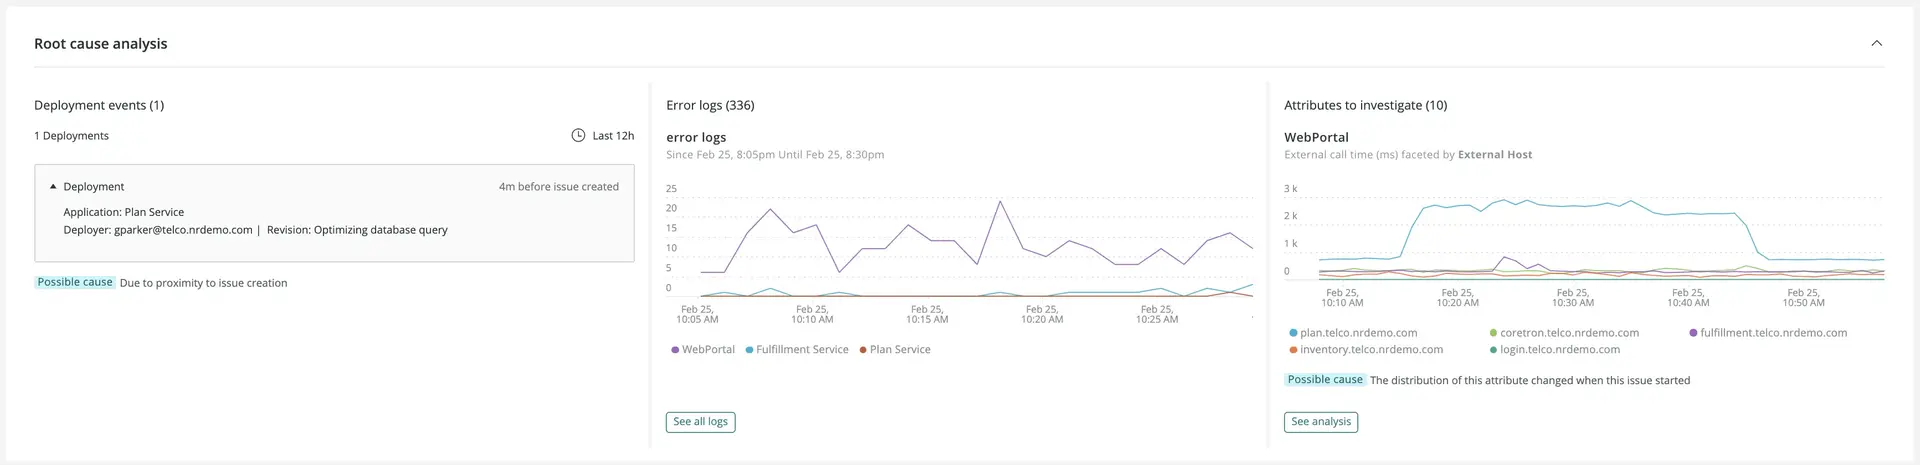 Root cause analysis
Deployment events (1)
1 Deployments
Last 12h
Deployment
4m before issue created
Application: Plan Service
Deployer: gparker@telco.nrdemo.com | Revision: Optimizing database query
Possible cause Due to proximity to issue creation
Error logs (336)
error logs
Since Feb 25, 8:05pm Until Feb 25, 8:30pm
25
20
15
10
5
0
Feb 25,
10:05 AM
Feb 25,
10:10 AM
Feb 25,
10:15 AM
Feb 25,
10:20 AM
Feb 25,
10:25 AM
WebPortal Fulfillment Service Plan Service
See all logs
Attributes to investigate (10)
WebPortal
External call time (ms) faceted by External Host
3 k
2 k
1 k
0
Feb 25,
10:10 AM
Feb 25,
10:20 AM
Feb 25,
10:30 AM
Feb 25,
10:40 AM
Feb 25,
10:50 AM
plan.telco.nrdemo.com coretron.telco.nrdemo.com fulfillment.telco.nrdemo.com
inventory.telco.nrdemo.com login.telco.nrdemo.com
Possible cause The distribution of this attribute changed when this issue started
See analysis